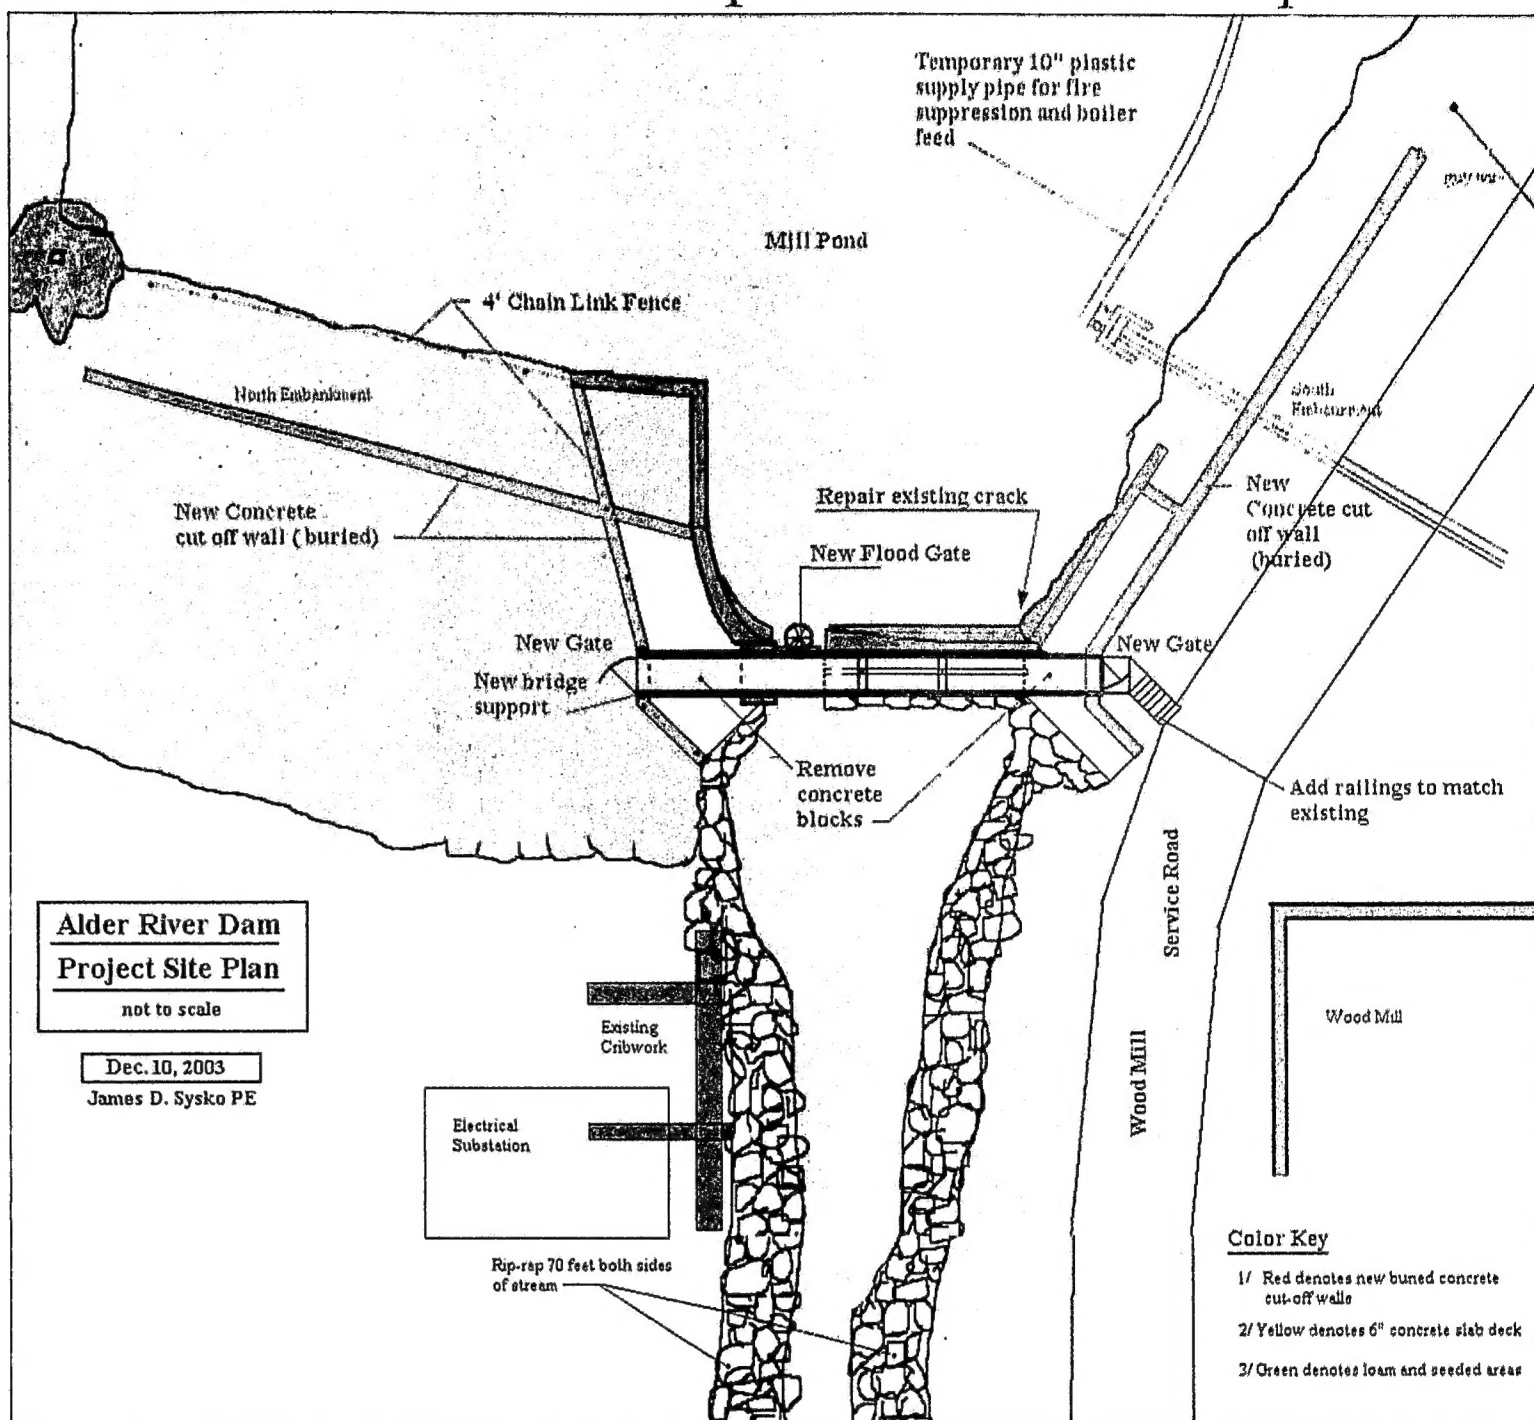 Temporary 10" plastic
supply pipe for fire
suppression and boiler
feed
Mill Pond
4' Chain Link Fence
North Embankment
South
Embankment
New Concrete
cut off wall (buried)
Repair existing crack
New
Concrete cut
off wall
(buried)
New Flood Gate
New Gate
New Gate
New bridge
support
Remove
concrete
blocks
Add railings to match
existing
Service Road
Wood Mill
Alder River Dam
Project Site Plan
not to scale
Dec. 10, 2003
James D. Sysko PE
Existing
Cribwork
Wood Mill
Electrical
Substation
Rip-rap 70 feet both sides
of stream
Color Key
1/ Red denotes new buried concrete
cut-off walls
2/ Yellow denotes 6" concrete slab deck
3/ Green denotes loam and seeded areas